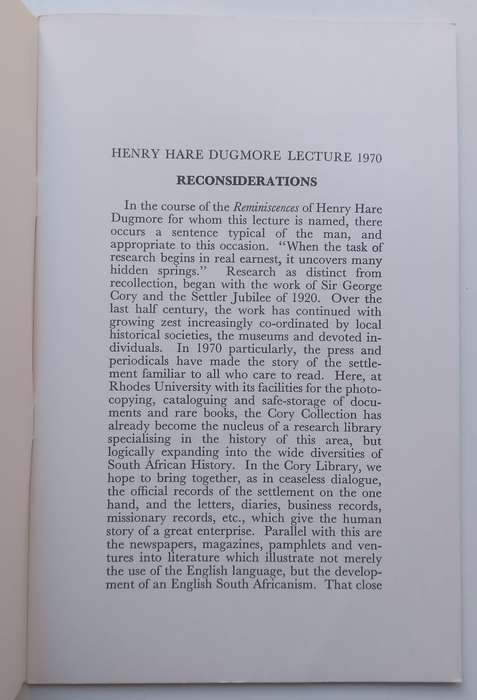 HENRY HARE DUGMORE LECTURE 1970
RECONSIDERATIONS
In the course of the Reminiscences of Henry Hare
Dugmore for whom this lecture is named, there
occurs a sentence typical of the man, and
appropriate to this occasion. "When the task of
research begins in real earnest, it uncovers many
hidden springs." Research as distinct from
recollection, began with the work of Sir George
Cory and the Settler Jubilee of 1920. Over the
last half century, the work has continued with
growing zest increasingly co-ordinated by local
historical societies, the museums and devoted in-
dividuals. In 1970 particularly, the press and
periodicals have made the story of the settle-
ment familiar to all who care to read. Here, at
Rhodes University with its facilities for the photo-
copying, cataloguing and safe-storage of docu-
ments and rare books, the Cory Collection has
already become the nucleus of a research library
specialising in the history of this area, but
logically expanding into the wide diversities of
South African History. In the Cory Library, we
hope to bring together, as in ceaseless dialogue,
the official records of the settlement on the one
hand, and the letters, diaries, business records,
missionary records, etc., which give the human
story of a great enterprise. Parallel with this are
the newspapers, magazines, pamphlets and ven-
tures into literature which illustrate not merely
the use of the English language, but the develop-
ment of an English South Africanism. That close